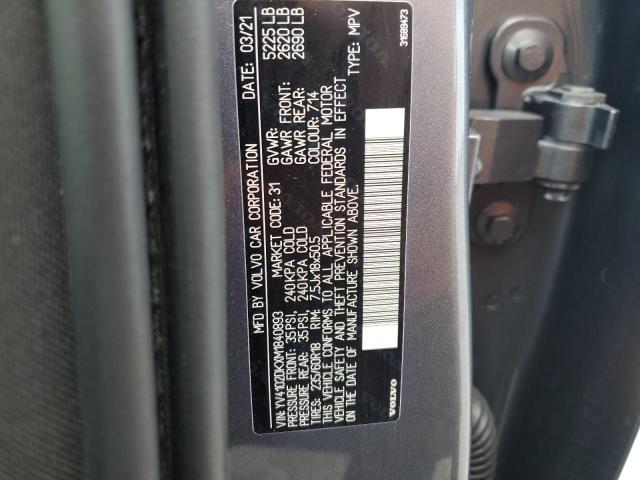 MFD BY VOLVO CAR CORPORATION DATE: 03/21
MARKET CODE: 31 GVWR: 5225 LB
VIN: YV4102DKXM1840893 GAWR FRONT: 2620 LB
PRESSURE FRONT: 35PSI, 240KPA COLD GAWR REAR: 2690 LB
PRESSURE REAR: 35PSI, 240KPA COLD COLOUR: 714
TIRES: 235/60R18 RIM: 7.5Jx18x50.5
THIS VEHICLE CONFORMS TO ALL APPLICABLE FEDERAL MOTOR
VEHICLE SAFETY AND THEFT PREVENTION STANDARDS IN EFFECT
ON THE DATE OF MANUFACTURE SHOWN ABOVE. TYPE: MPV
VOLVO
31689473